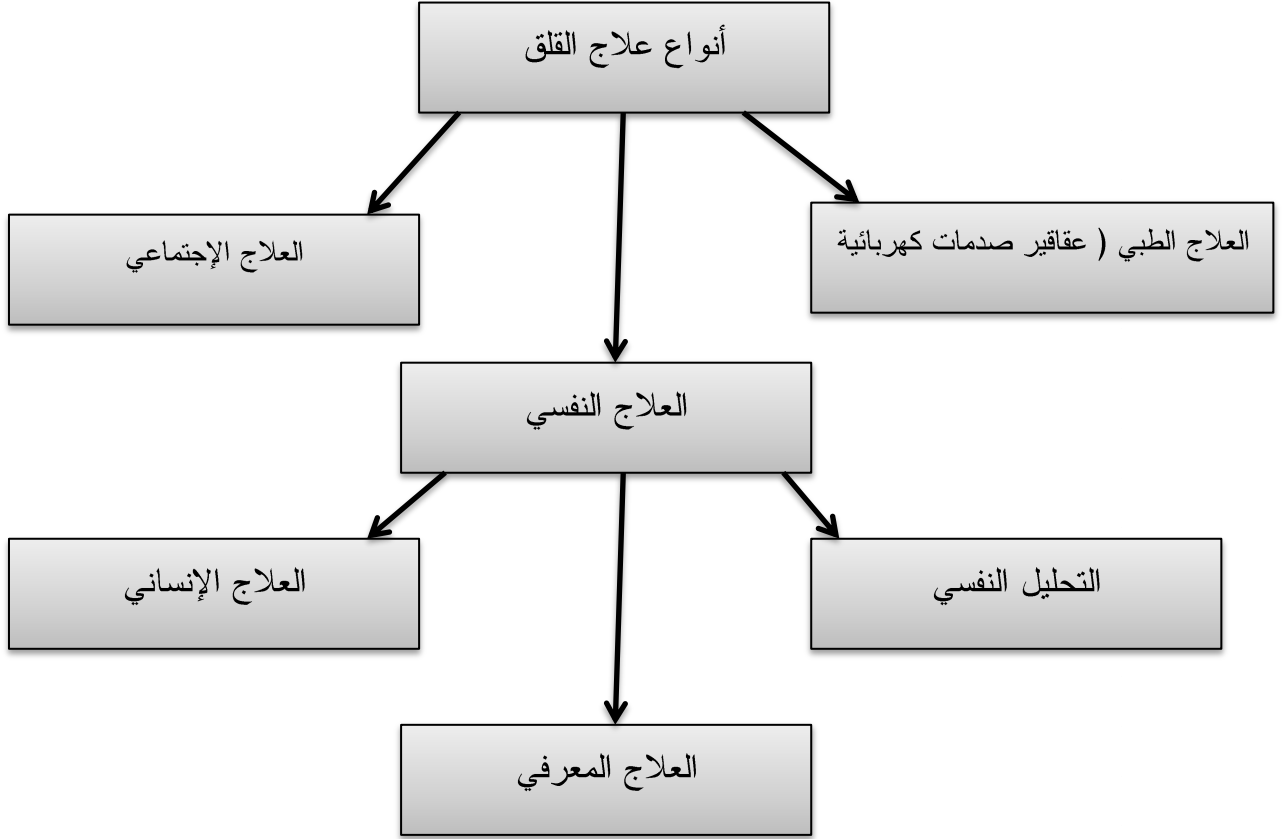 أنواع علاج القلق
العلاج الطبي ( عقاقير صدمات كهربائية
العلاج الإجتماعي
العلاج النفسي
التحليل النفسي
العلاج الإنساني
العلاج المعرفي